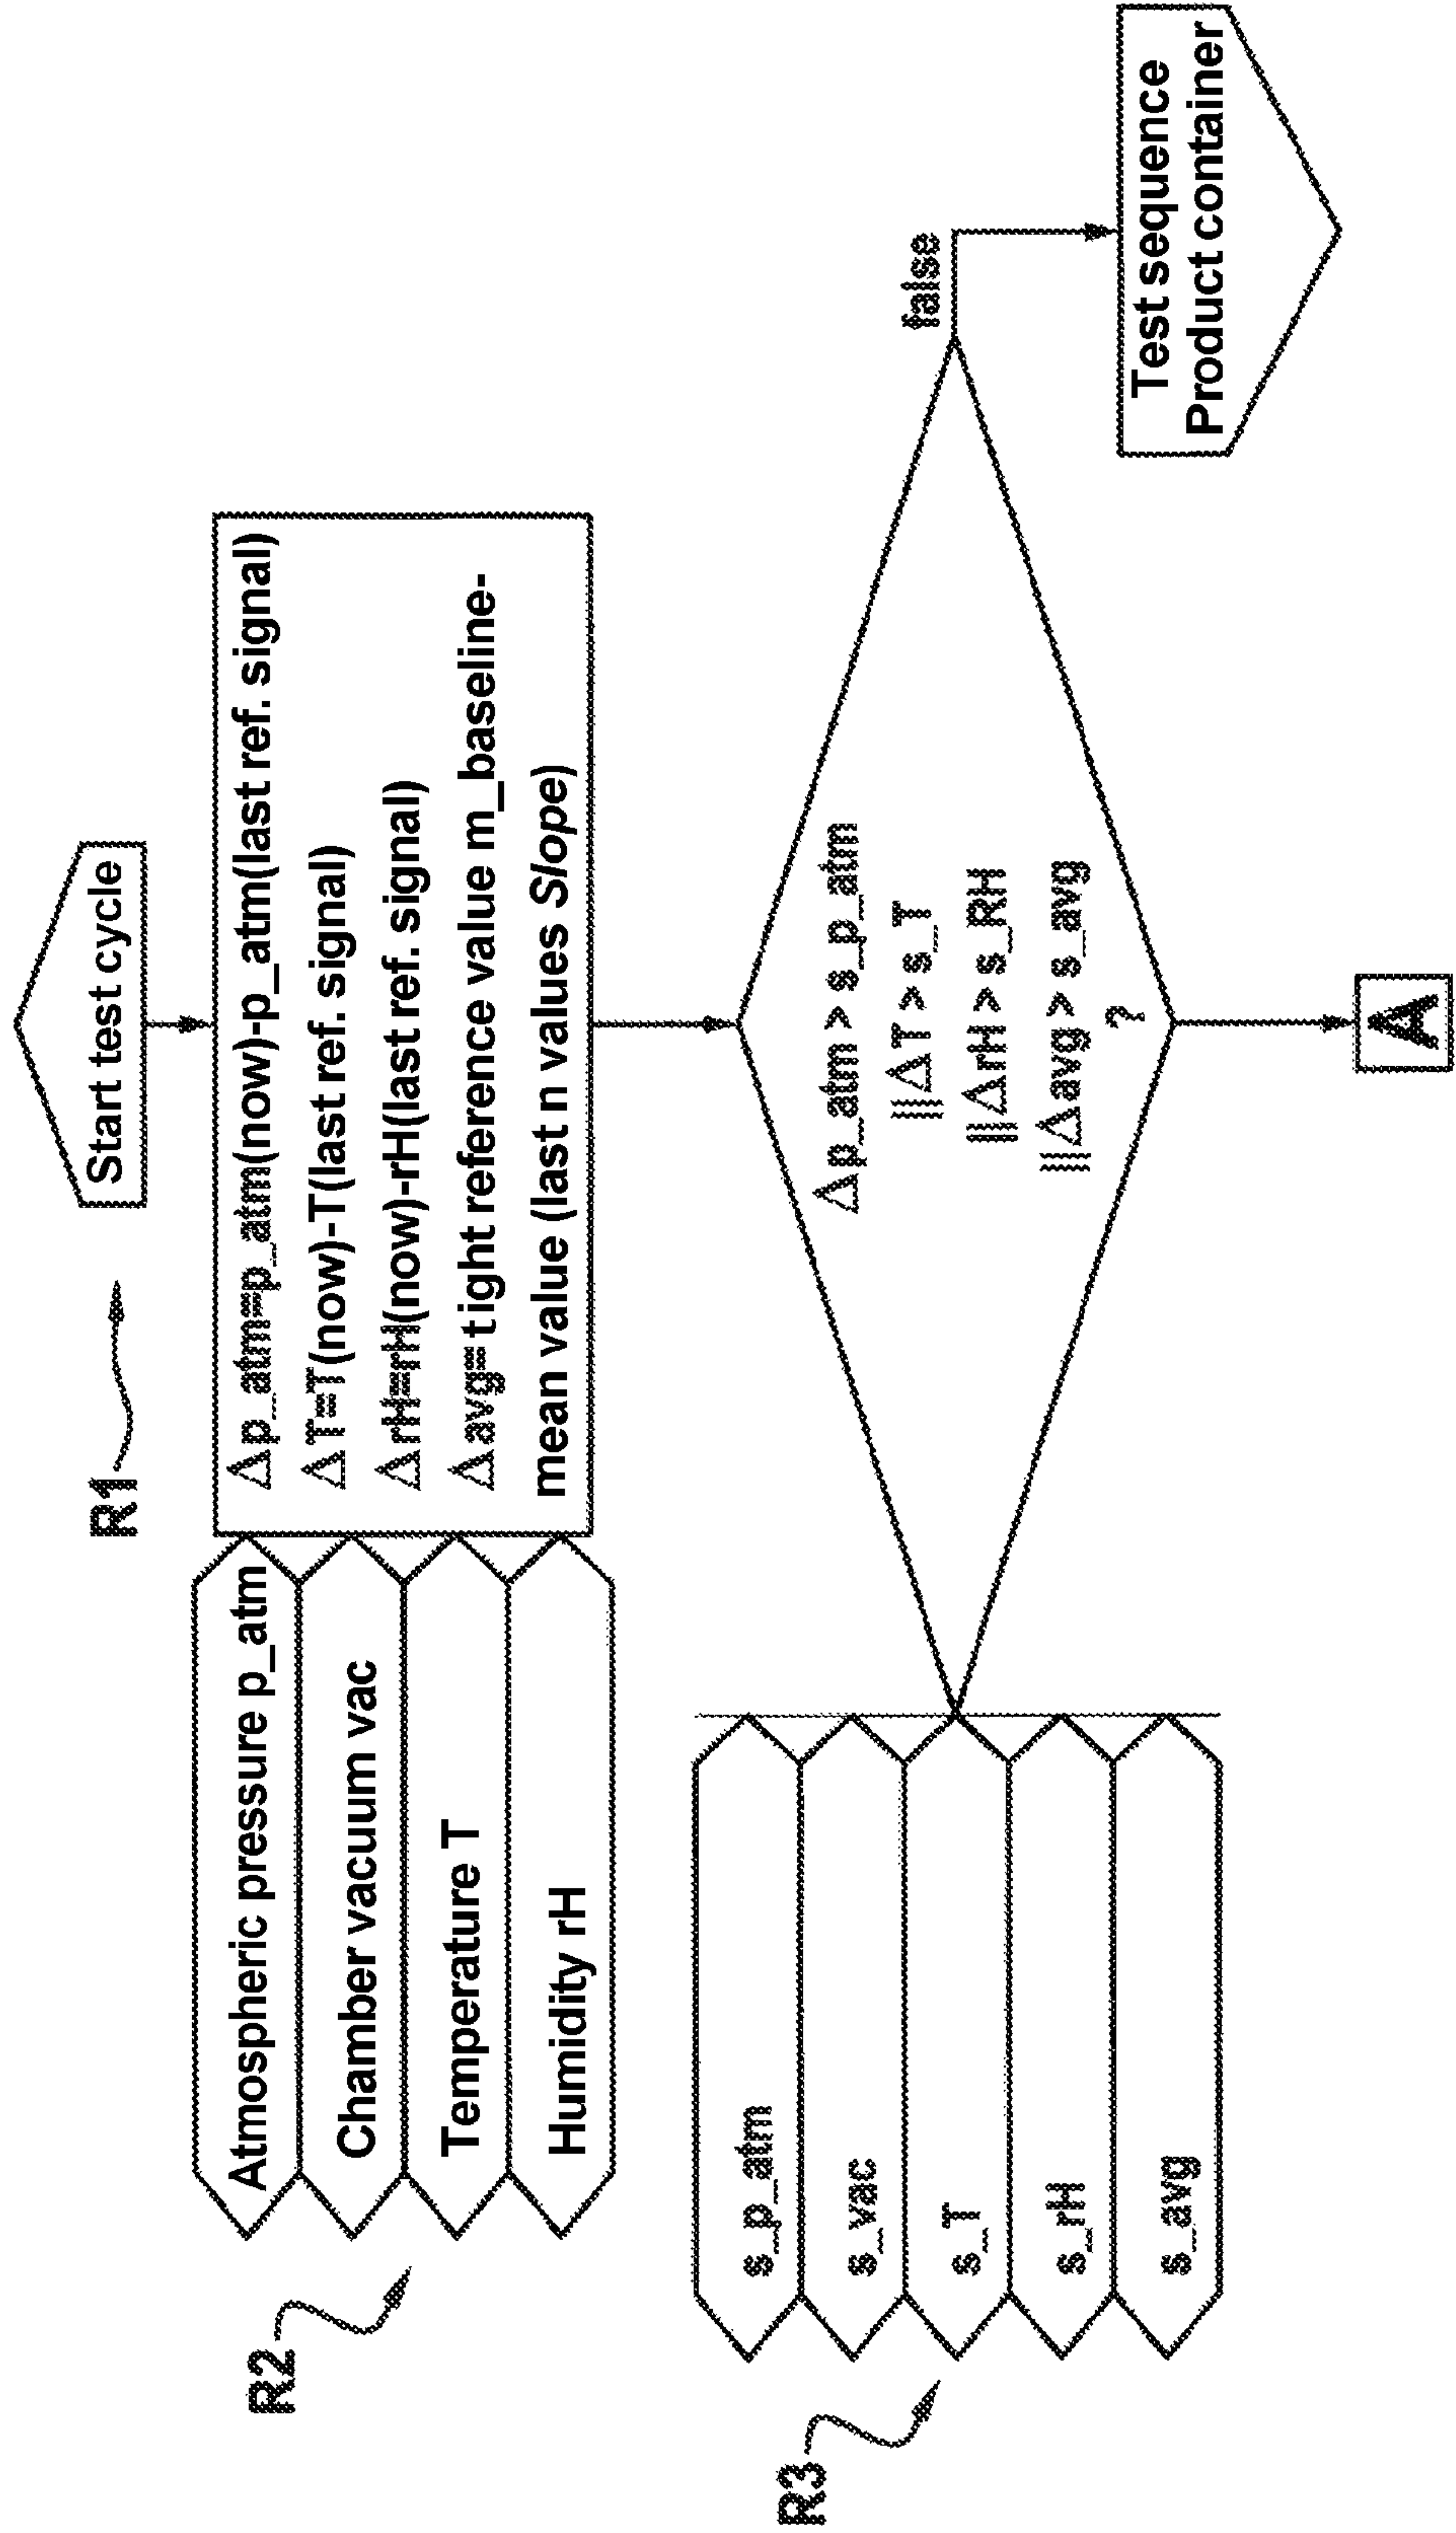 R1
Start test cycle
R2
Atmospheric pressure p_atm
Chamber vacuum vac
Temperature T
Humidity rH
Δp_atm=p_atm(now)-p_atm(last ref. signal)
ΔT=T(now)-T(last ref. signal)
ΔrH=rH(now)-rH(last ref. signal)
Δavg=tight reference value m_baseline-
mean value (last n values Slope)
R3
s_p_atm
s_vac
s_T
s_rH
s_avg
Δp_atm > s_p_atm
||ΔT > s_T
||ΔrH > s_RH
||Δavg > s_avg
?
false
Test sequence
Product container
A